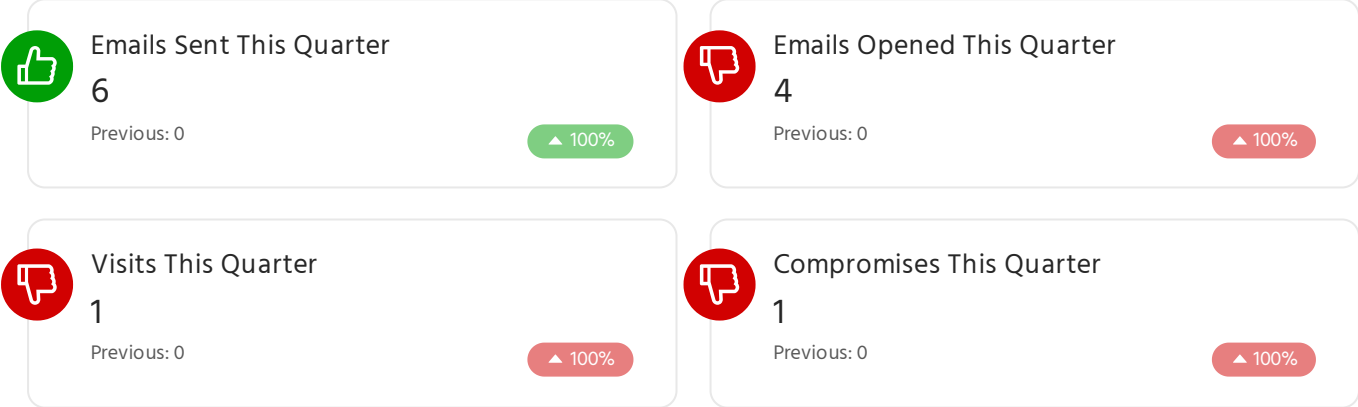 Emails Sent This Quarter
6
Previous: 0
100%
Emails Opened This Quarter
4
Previous: 0
100%
Visits This Quarter
1
Previous: 0
100%
Compromises This Quarter
1
Previous: 0
100%